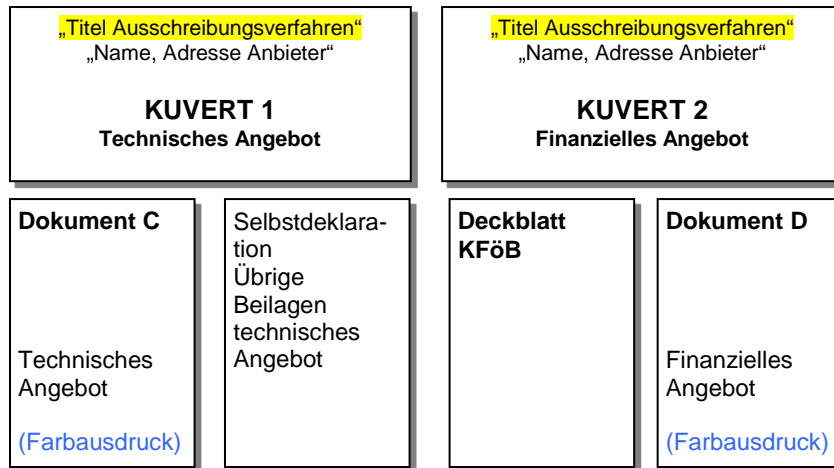 „Titel Ausschreibungsverfahren“
„Name, Adresse Anbieter“
KUVERT 1
Technisches Angebot
„Titel Ausschreibungsverfahren“
„Name, Adresse Anbieter“
KUVERT 2
Finanzielles Angebot
Dokument C
Technisches
Angebot
(Farbausdruck)
Selbstdeklara-
tion
Übrige
Beilagen
technisches
Angebot
Deckblatt
KFöB
Dokument D
Finanzielles
Angebot
(Farbausdruck)